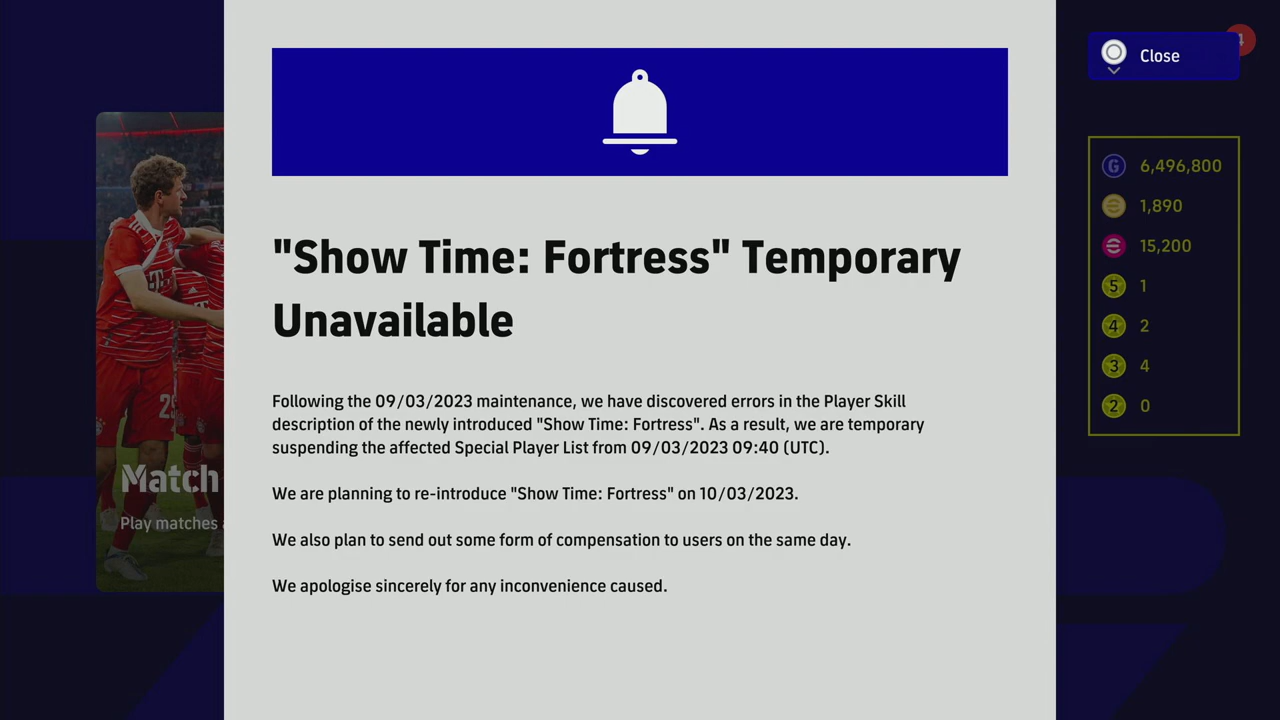 Close
"Show Time: Fortress" Temporary
Unavailable
Following the 09/03/2023 maintenance, we have discovered errors in the Player Skill
description of the newly introduced "Show Time: Fortress". As a result, we are temporary
suspending the affected Special Player List from 09/03/2023 09:40 (UTC).
We are planning to re-introduce "Show Time: Fortress" on 10/03/2023.
We also plan to send out some form of compensation to users on the same day.
We apologise sincerely for any inconvenience caused.
Match
Play matches
G 6,496,800
1,890
15,200
5 1
4 2
3 4
2 0